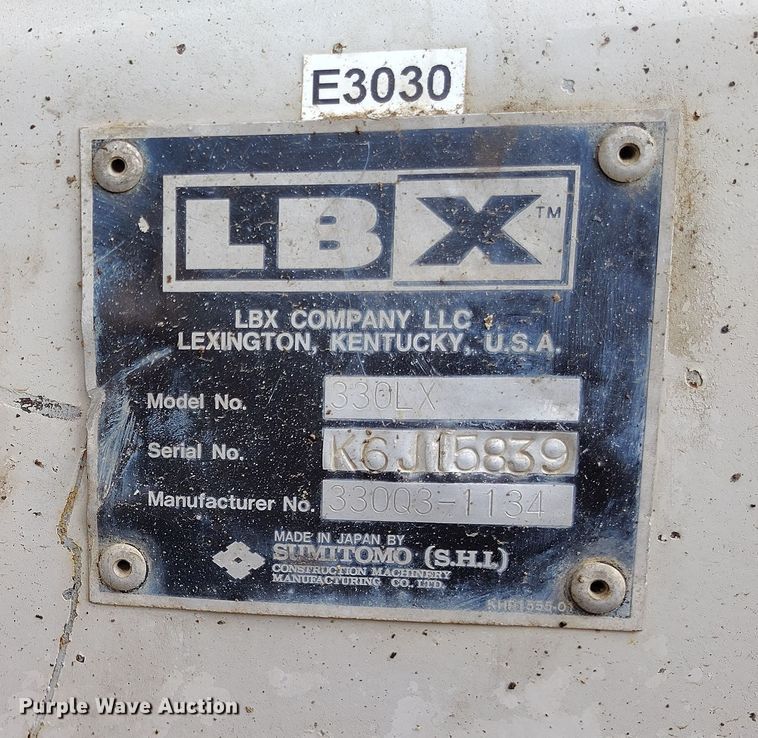 E3030
LBX™
LBX COMPANY LLC
LEXINGTON, KENTUCKY, U.S.A.
Model No. 330LX
Serial No. K6J15839
Manufacturer No. 330Q3-1134
MADE IN JAPAN BY
SUMITOMO (S.H.I.)
CONSTRUCTION MACHINERY
MANUFACTURING CO., LTD.
Purple Wave Auction